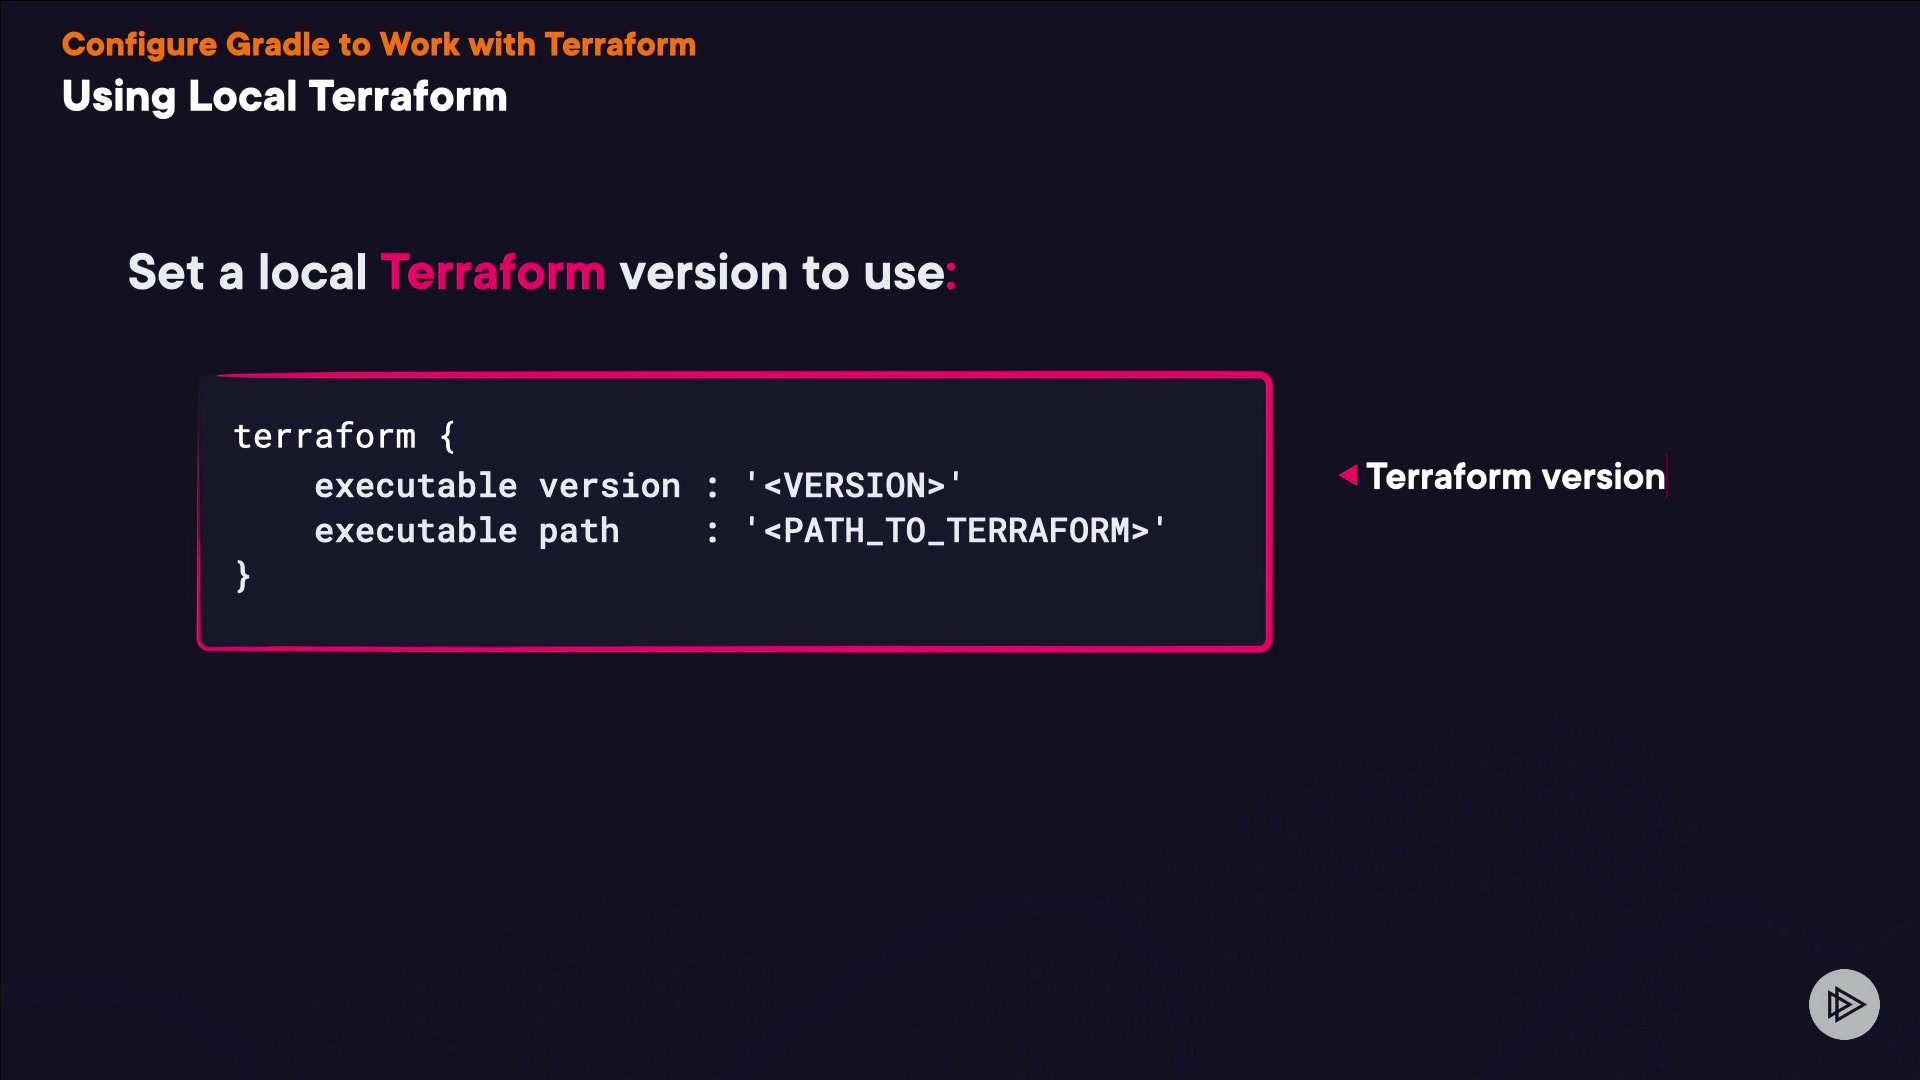 Configure Gradle to Work with Terraform
Using Local Terraform
Set a local Terraform version to use:
terraform {
    executable version : '<VERSION>'
    executable path    : '<PATH_TO_TERRAFORM>'
}
Terraform version